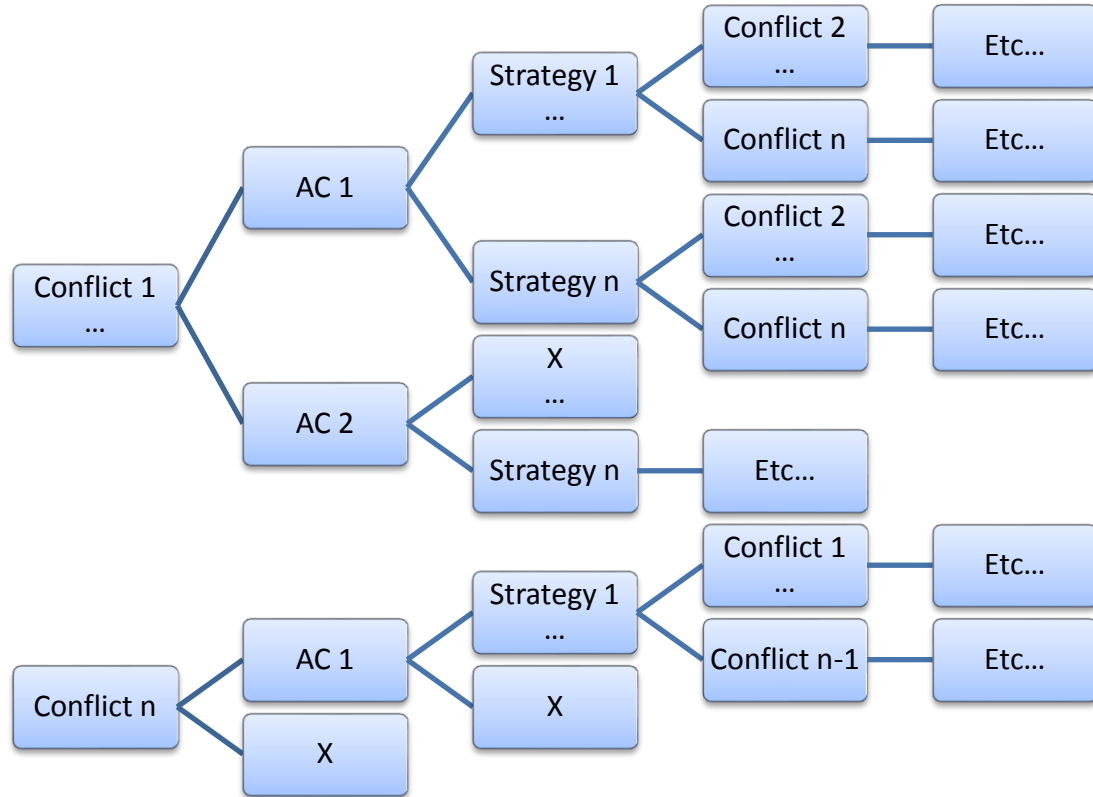 Conflict 1
...
AC 1
Strategy 1
...
Conflict 2
...
Etc...
Conflict n
Etc...
Strategy n
Conflict 2
...
Etc...
Conflict n
Etc...
AC 2
X
...
Strategy n
Etc...
Conflict n
AC 1
Strategy 1
...
Conflict 1
...
Etc...
Conflict n-1
Etc...
X
X